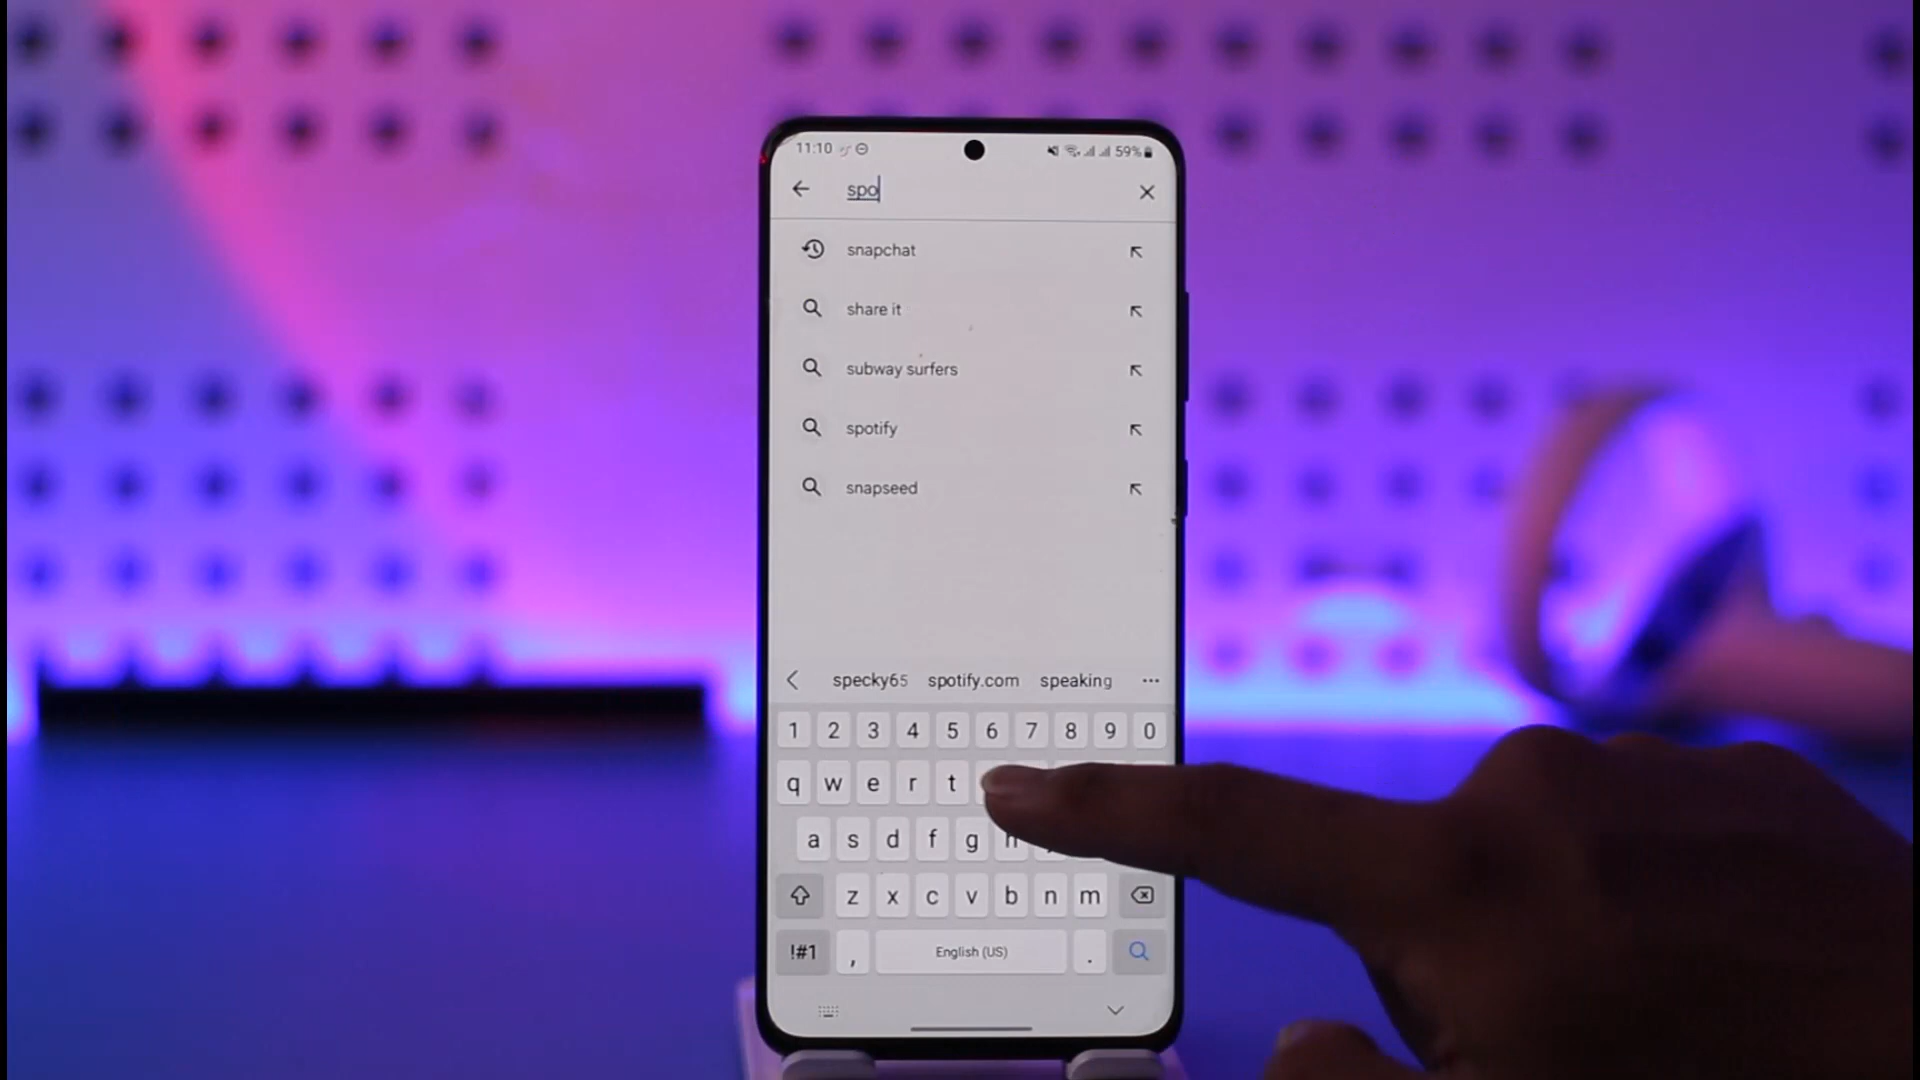 11:10 59%
spo
snapchat
share it
subway surfers
spotify
snapseed
specky65 spotify.com speaking ...
1 2 3 4 5 6 7 8 9 0
q w e r t
a s d f g h
z x c v b n m
!#1 , English (US) .